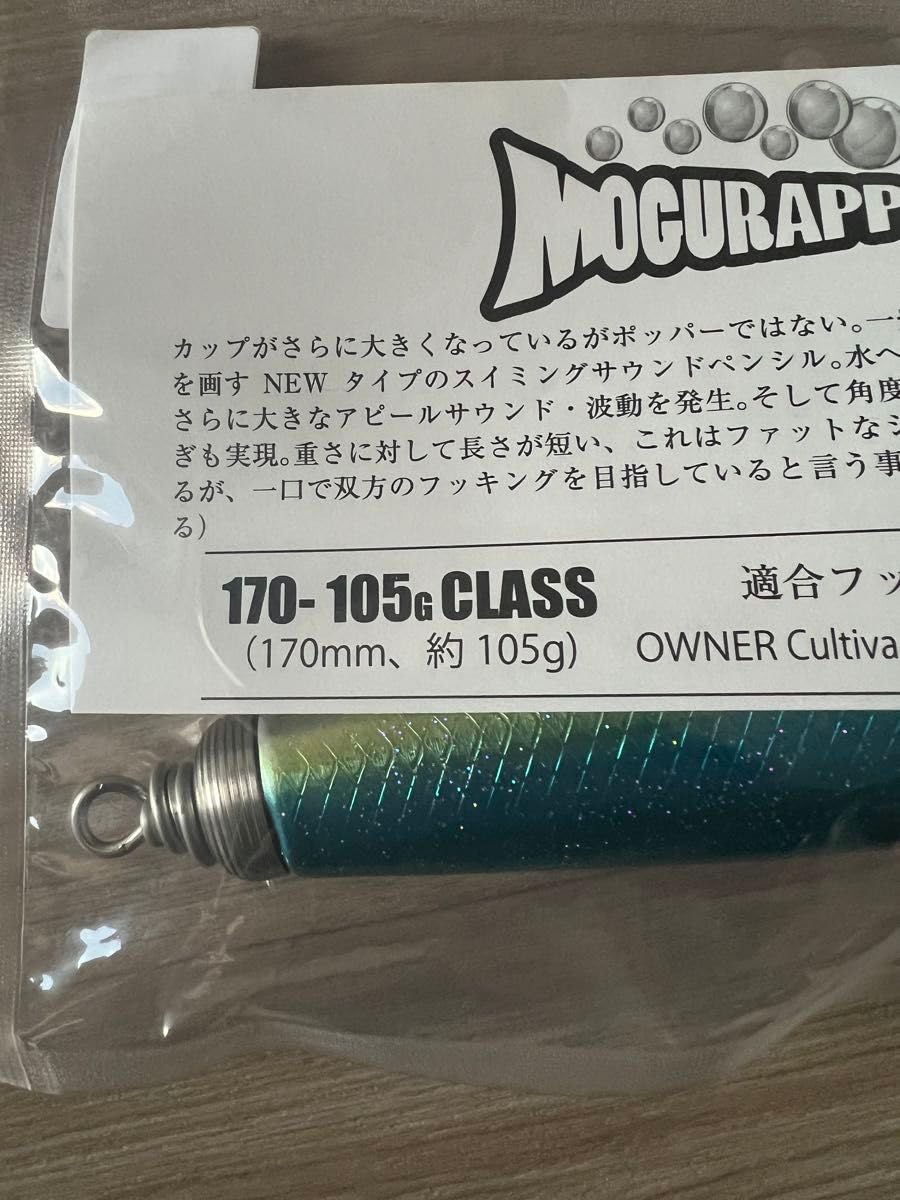 MOGURAPP
カップがさらに大きくなっているがポッパーではない。一
を画す NEW タイプのスイミングサウンドペンシル。水へ
さらに大きなアピールサウンド・波動を発生。そして角度
ぎも実現。重さに対して長さが短い、これはファットなシ
るが、一口で双方のフッキングを目指していると言う事
る）
170- 105G CLASS
適合フッ
（170mm、約 105g）
OWNER Cultiva